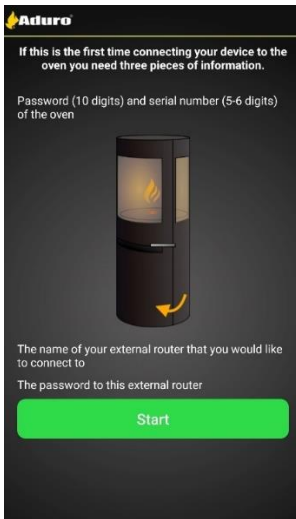 Aduro
If this is the first time connecting your device to the
oven you need three pieces of information.
Password (10 digits) and serial number (5-6 digits)
of the oven
The name of your external router that you would like
to connect to
The password to this external router
Start